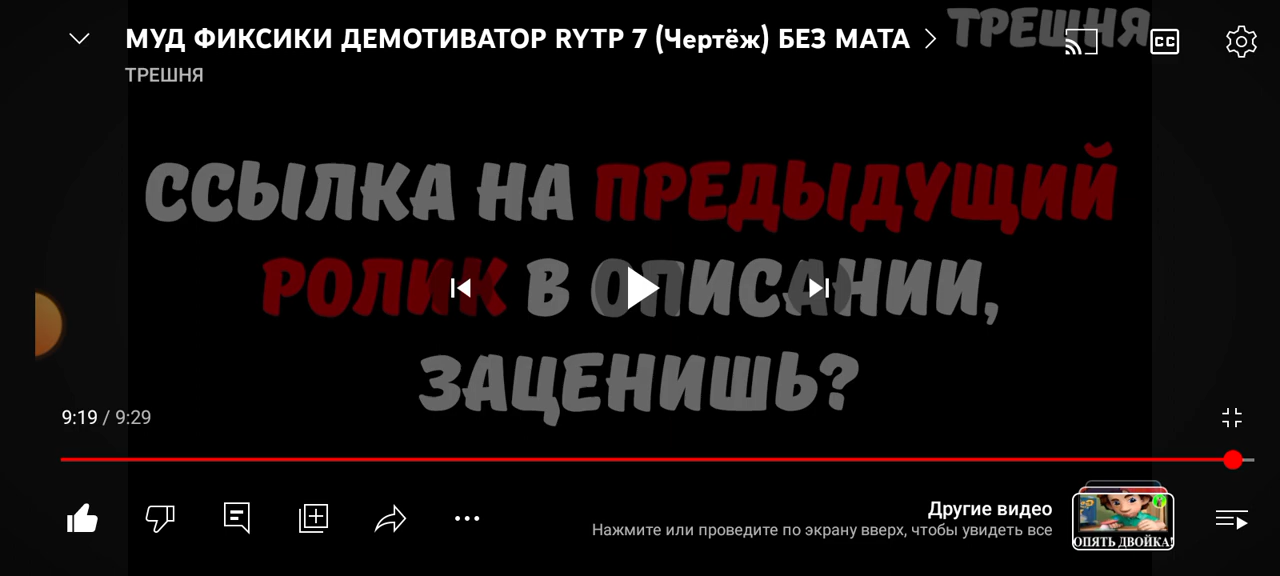 МУД ФИКСИКИ ДЕМОТИВАТОР RYTP 7 (Чертёж) БЕЗ МАТА
ТРЕШНЯ
ТРЕШНЯ
CC
ССЫЛКА НА ПРЕДЫДУЩИЙ
РОЛИК В ОПИСАНИИ,
ЗАЦЕНИШЬ?
9:19 / 9:29
Другие видео
Нажмите или проведите по экрану вверх, чтобы увидеть все
ОПЯТЬ ДВОЙКА!